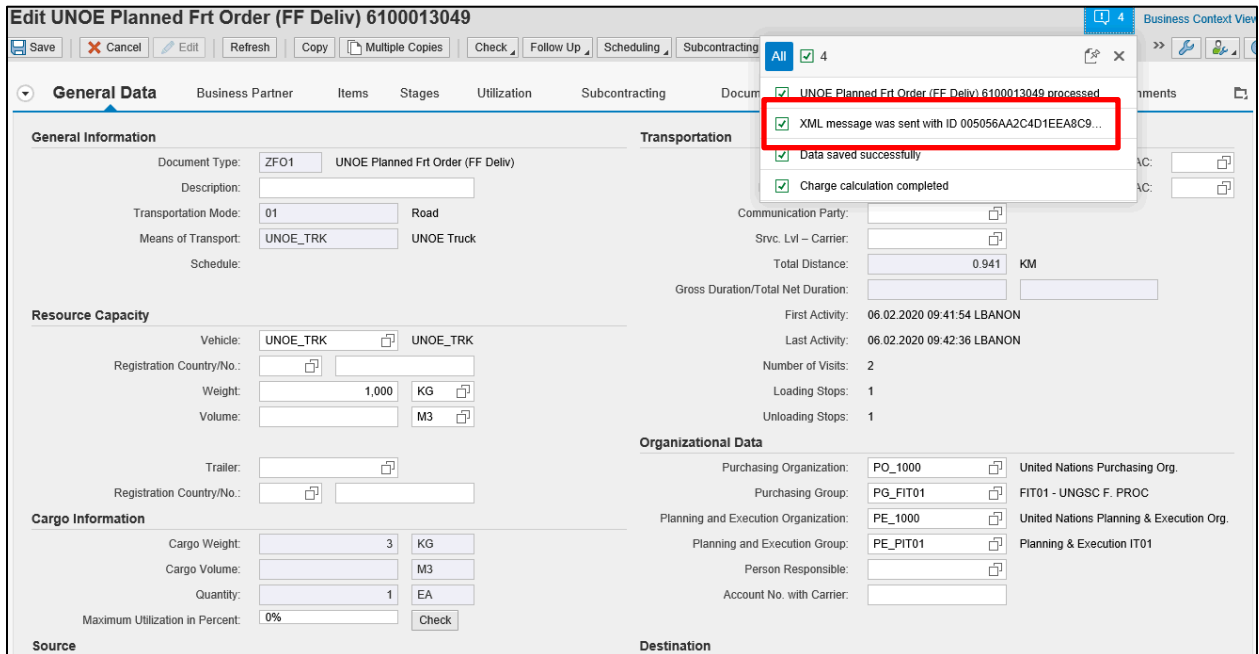 Edit UNOE Planned Frt Order (FF Deliv) 6100013049
4 Business Context View
Save Cancel Edit Refresh Copy Multiple Copies Check Follow Up Scheduling Subcontracting
All 4
General Data Business Partner Items Stages Utilization Subcontracting
UNOE Planned Frt Order (FF Deliv) 6100013049 processed
XML message was sent with ID 005056AA2C4D1EEA8C9...
Data saved successfully
Charge calculation completed
General Information
Document Type: ZFO1 UNOE Planned Frt Order (FF Deliv)
Description:
Transportation Mode: 01 Road
Means of Transport: UNOE_TRK UNOE Truck
Schedule:
Resource Capacity
Vehicle: UNOE_TRK UNOE_TRK
Registration Country/No.:
Weight: 1,000 KG
Volume: M3
Trailer:
Registration Country/No.:
Cargo Information
Cargo Weight: 3 KG
Cargo Volume: M3
Quantity: 1 EA
Maximum Utilization in Percent: 0% Check
Source
Transportation
Communication Party:
Srvc. Lvl – Carrier:
Total Distance: 0.941 KM
Gross Duration/Total Net Duration:
First Activity: 06.02.2020 09:41:54 LBANON
Last Activity: 06.02.2020 09:42:36 LBANON
Number of Visits: 2
Loading Stops: 1
Unloading Stops: 1
Organizational Data
Purchasing Organization: PO_1000 United Nations Purchasing Org.
Purchasing Group: PG_FIT01 FIT01 - UNGSC F. PROC
Planning and Execution Organization: PE_1000 United Nations Planning & Execution Org.
Planning and Execution Group: PE_PIT01 Planning & Execution IT01
Person Responsible:
Account No. with Carrier:
Destination